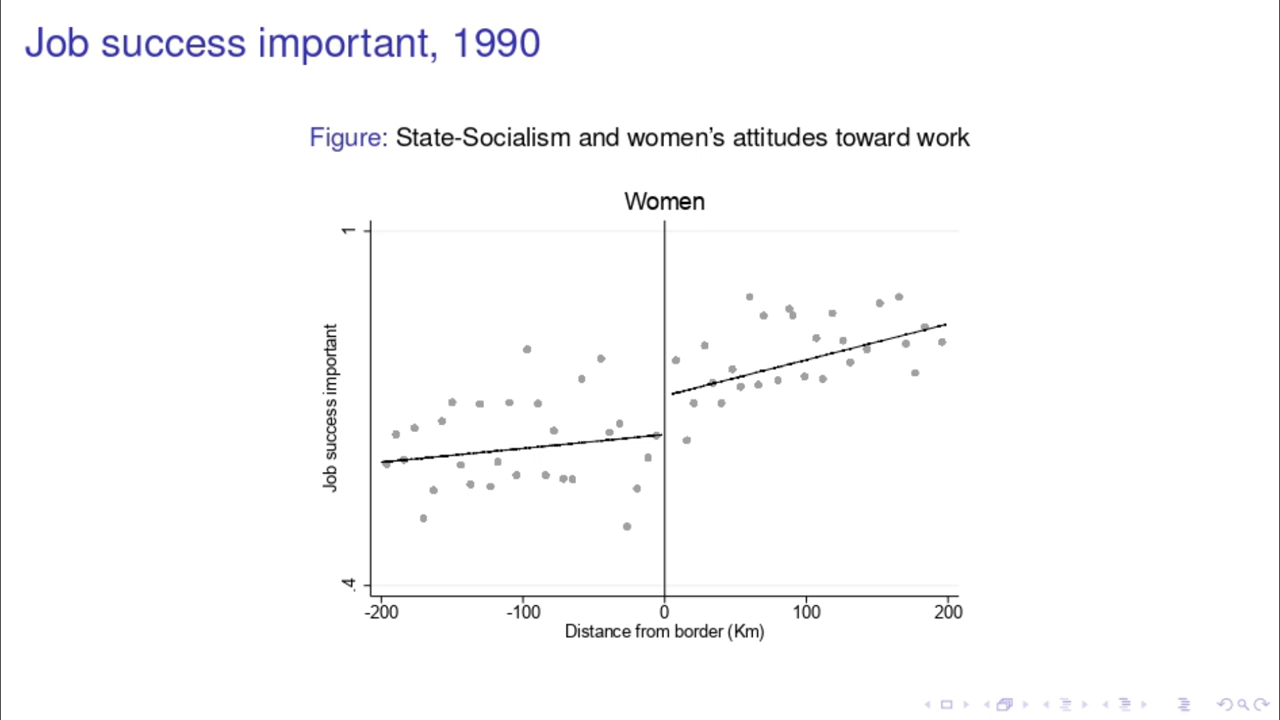 Job success important, 1990
Figure: State-Socialism and women's attitudes toward work
Women
1
Job success important
.4
-200 -100 0 100 200
Distance from border (Km)